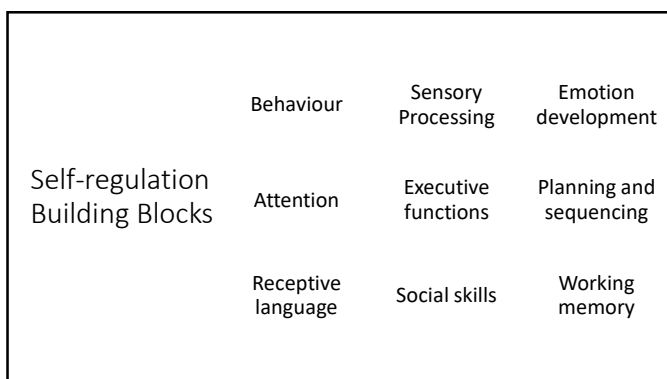 Self-regulation
Building Blocks
Behaviour
Sensory
Processing
Emotion
development
Attention
Executive
functions
Planning and
sequencing
Receptive
language
Social skills
Working
memory